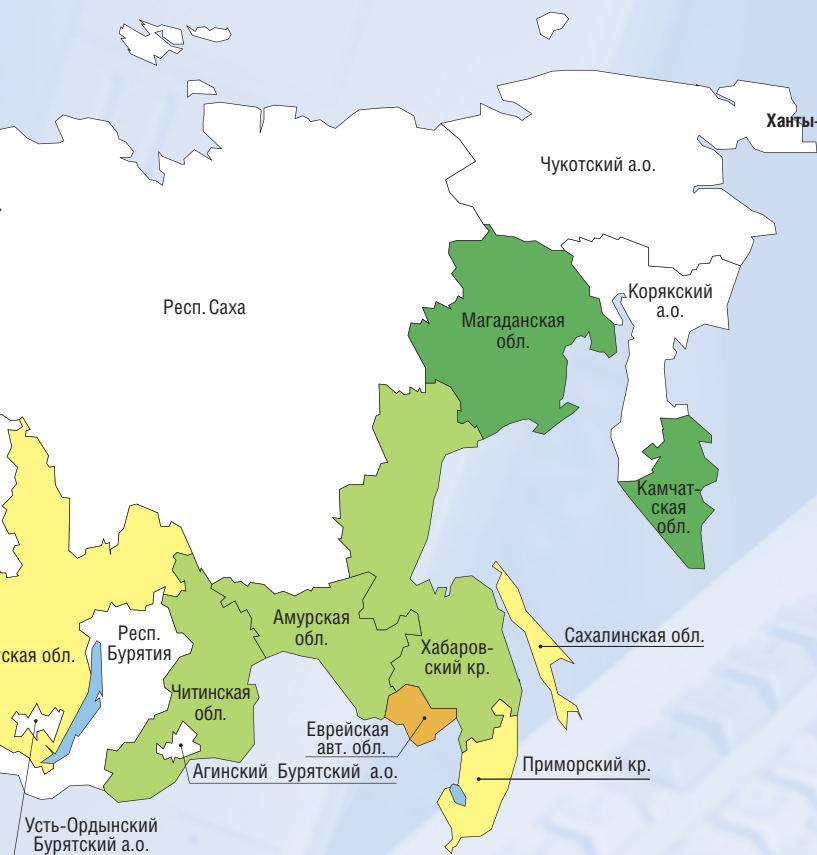 Ханты-
Чукотский а.о.
Корякский
а.о.
Респ. Саха
Магаданская
обл.
Камчат-
ская
обл.
Амурская
обл.
Респ.
Бурятия
Сахалинская обл.
Хабаров-
ский кр.
ская обл.
Читинская
обл.
Еврейская
авт. обл.
Агинский Бурятский а.о.
Приморский кр.
Усть-Ордынский
Бурятский а.о.